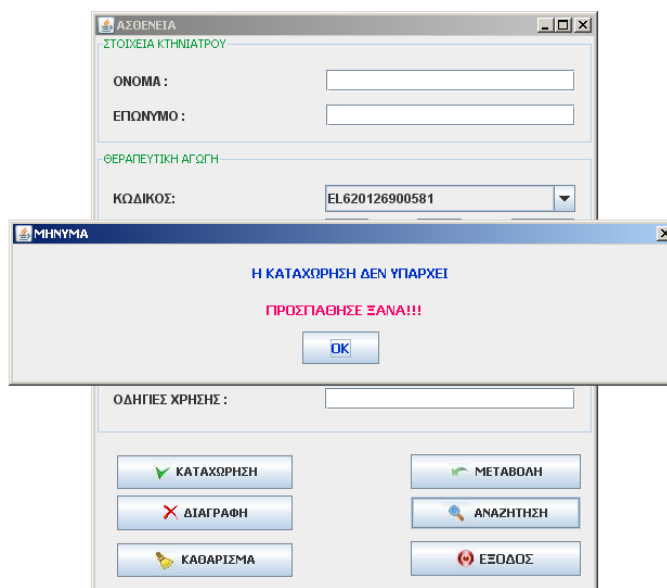 ΑΣΘΕΝΕΙΑ
ΣΤΟΙΧΕΙΑ ΚΤΗΝΙΑΤΡΟΥ
ΟΝΟΜΑ :
ΕΠΩΝΥΜΟ :
ΘΕΡΑΠΕΥΤΙΚΗ ΑΓΩΓΗ
ΚΩΔΙΚΟΣ: EL620126900581
ΜΗΝΥΜΑ
Η ΚΑΤΑΧΩΡΗΣΗ ΔΕΝ ΥΠΑΡΧΕΙ
ΠΡΟΣΠΑΘΗΣΕ ΞΑΝΑ!!!
OK
ΟΔΗΓΙΕΣ ΧΡΗΣΗΣ :
ΚΑΤΑΧΩΡΗΣΗ ΜΕΤΑΒΟΛΗ
ΔΙΑΓΡΑΦΗ ΑΝΑΖΗΤΗΣΗ
ΚΑΘΑΡΙΣΜΑ ΕΞΟΔΟΣ